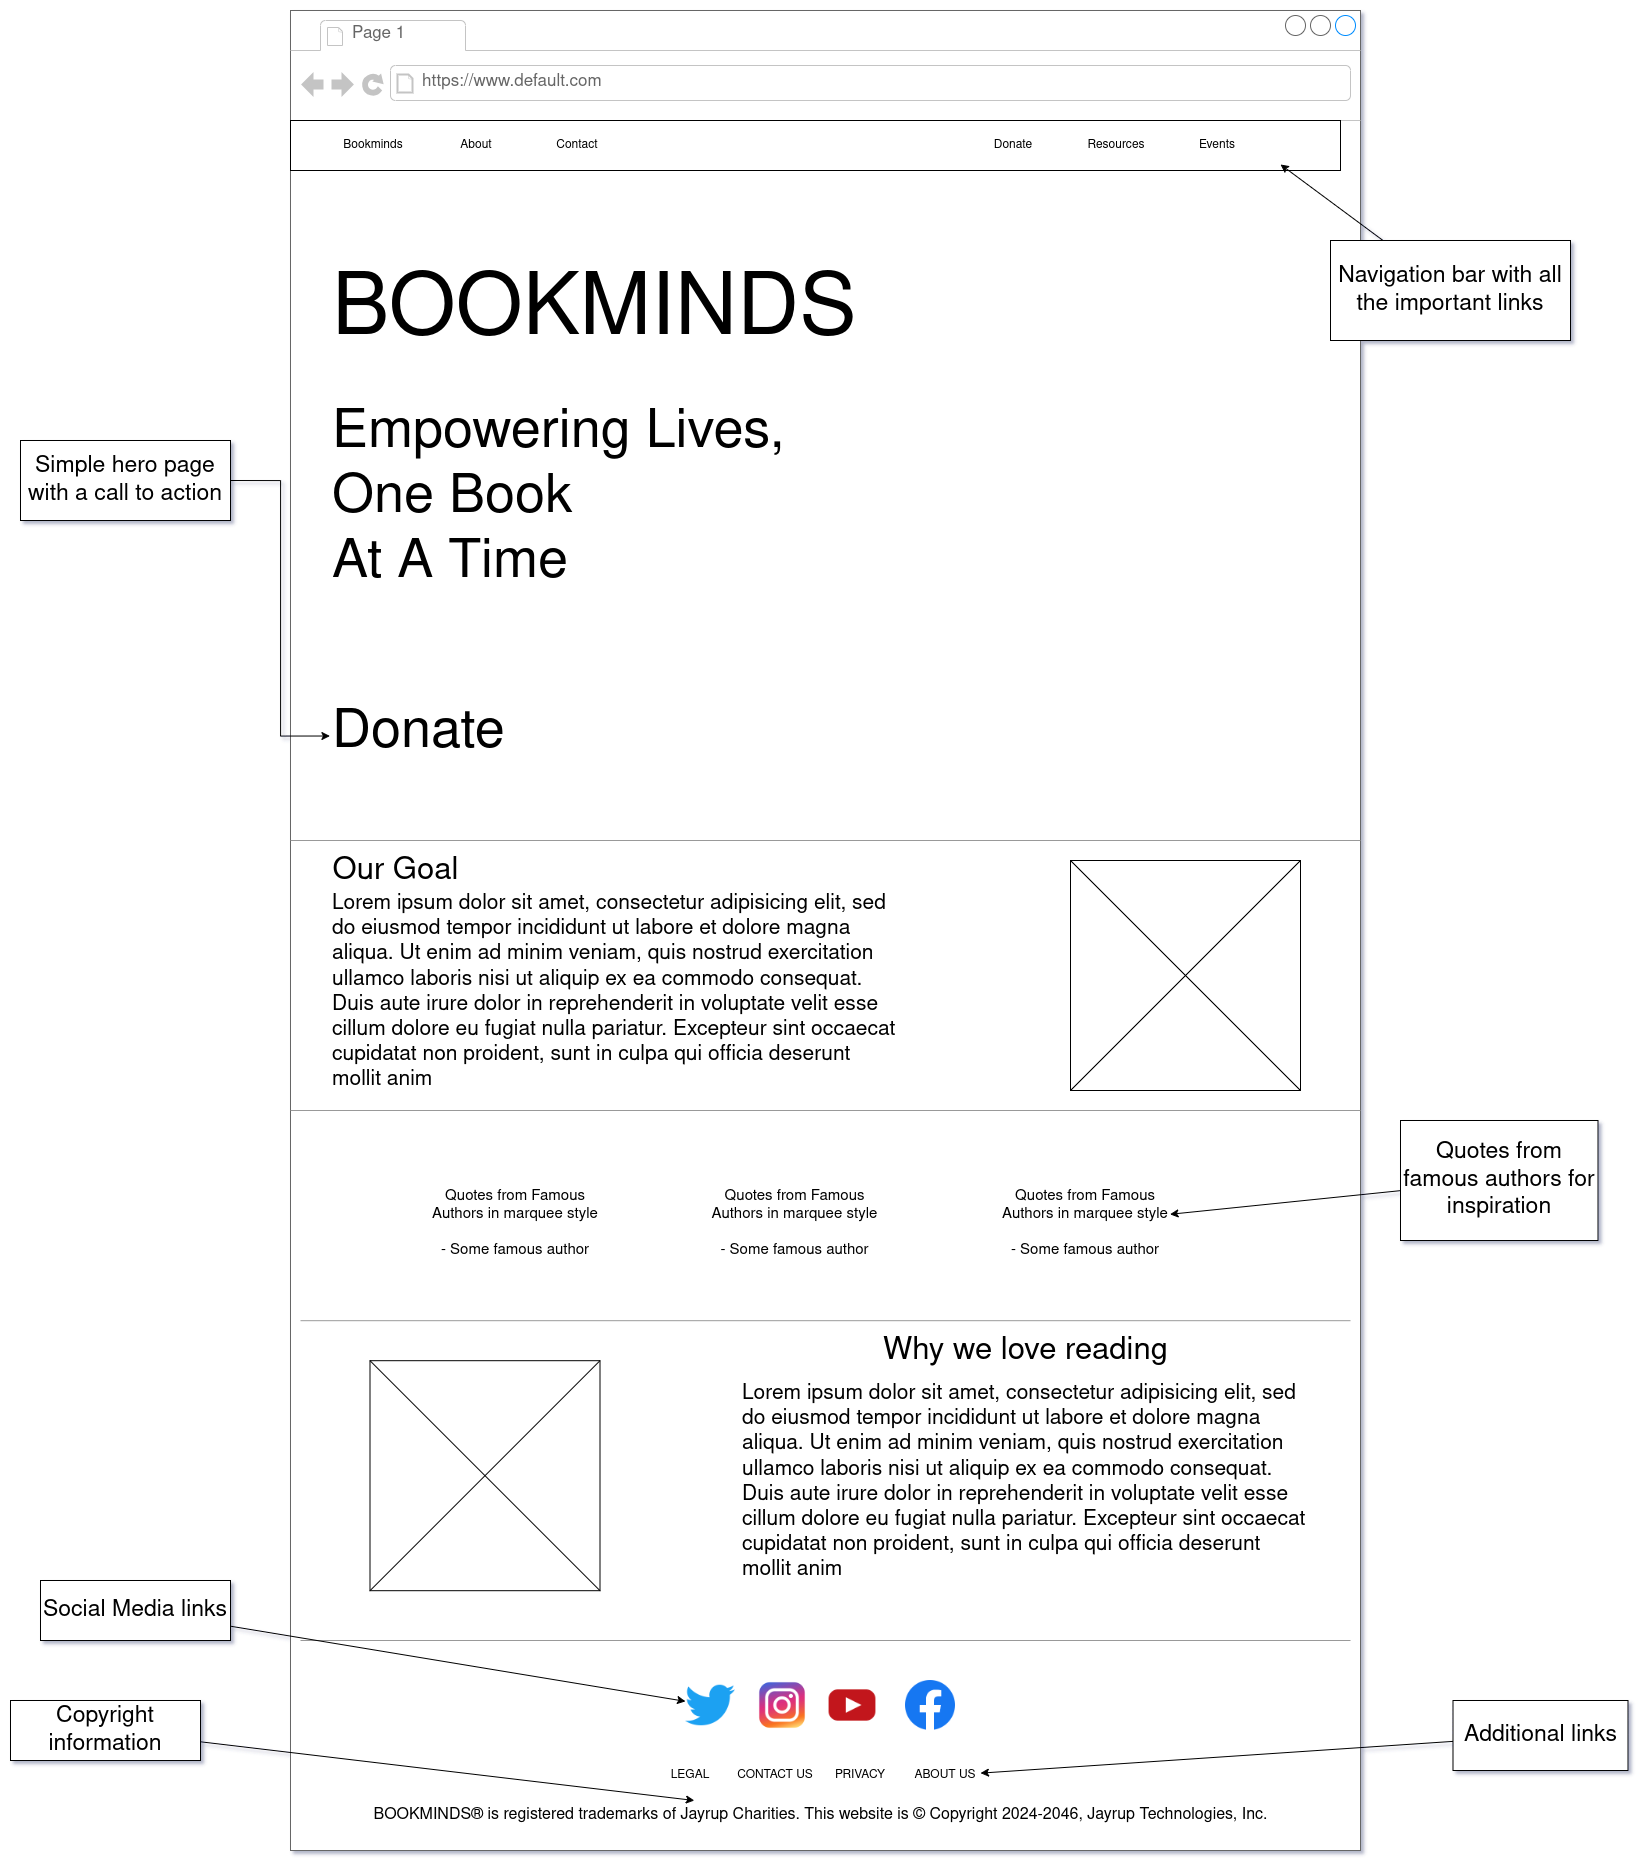 Page 1
https://www.default.com
Bookminds About Contact Donate Resources Events
Navigation bar with all
the important links
BOOKMINDS
Empowering Lives,
One Book
At A Time
Simple hero page
with a call to action
Donate
Our Goal
Lorem ipsum dolor sit amet, consectetur adipisicing elit, sed
do eiusmod tempor incididunt ut labore et dolore magna
aliqua. Ut enim ad minim veniam, quis nostrud exercitation
ullamco laboris nisi ut aliquip ex ea commodo consequat.
Duis aute irure dolor in reprehenderit in voluptate velit esse
cillum dolore eu fugiat nulla pariatur. Excepteur sint occaecat
cupidatat non proident, sunt in culpa qui officia deserunt
mollit anim
Quotes from Famous
Authors in marquee style
- Some famous author
Quotes from Famous
Authors in marquee style
- Some famous author
Quotes from Famous
Authors in marquee style
- Some famous author
Quotes from
famous authors for
inspiration
Why we love reading
Lorem ipsum dolor sit amet, consectetur adipisicing elit, sed
do eiusmod tempor incididunt ut labore et dolore magna
aliqua. Ut enim ad minim veniam, quis nostrud exercitation
ullamco laboris nisi ut aliquip ex ea commodo consequat.
Duis aute irure dolor in reprehenderit in voluptate velit esse
cillum dolore eu fugiat nulla pariatur. Excepteur sint occaecat
cupidatat non proident, sunt in culpa qui officia deserunt
mollit anim
Social Media links
Copyright
information
Additional links
LEGAL CONTACT US PRIVACY ABOUT US
BOOKMINDS® is registered trademarks of Jayrup Charities. This website is © Copyright 2024-2046, Jayrup Technologies, Inc.